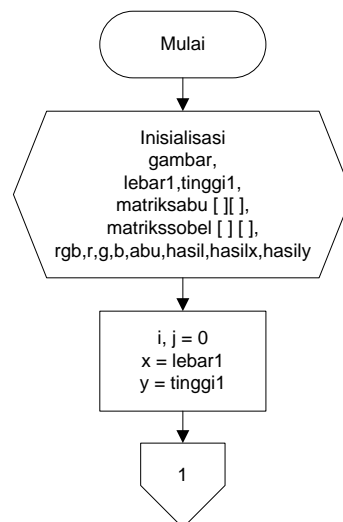 Mulai
Inisialisasi
gambar,
lebar1,tinggi1,
matriksabu [ ][ ],
matrikssobel [ ] [ ],
rgb,r,g,b,abu,hasil,hasilx,hasily
i, j = 0
x = lebar1
y = tinggi1
1